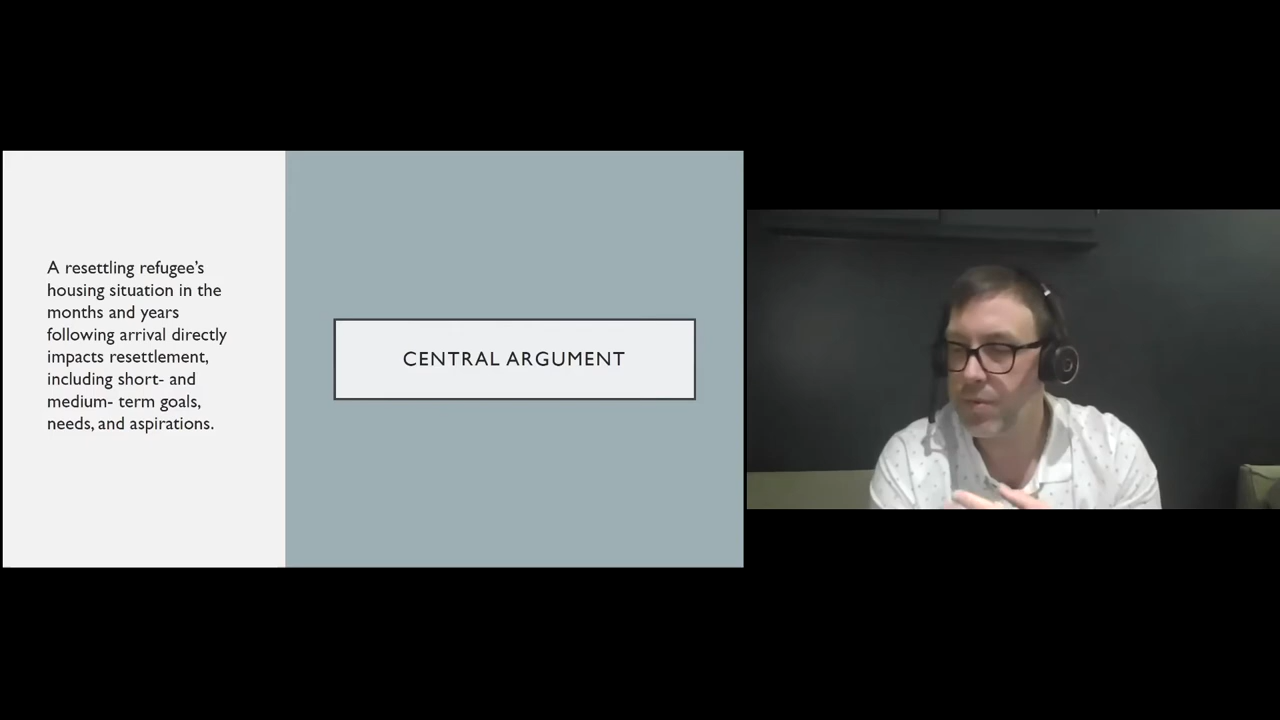 A resettling refugee’s
housing situation in the
months and years
following arrival directly
impacts resettlement,
including short- and
medium- term goals,
needs, and aspirations.
CENTRAL ARGUMENT